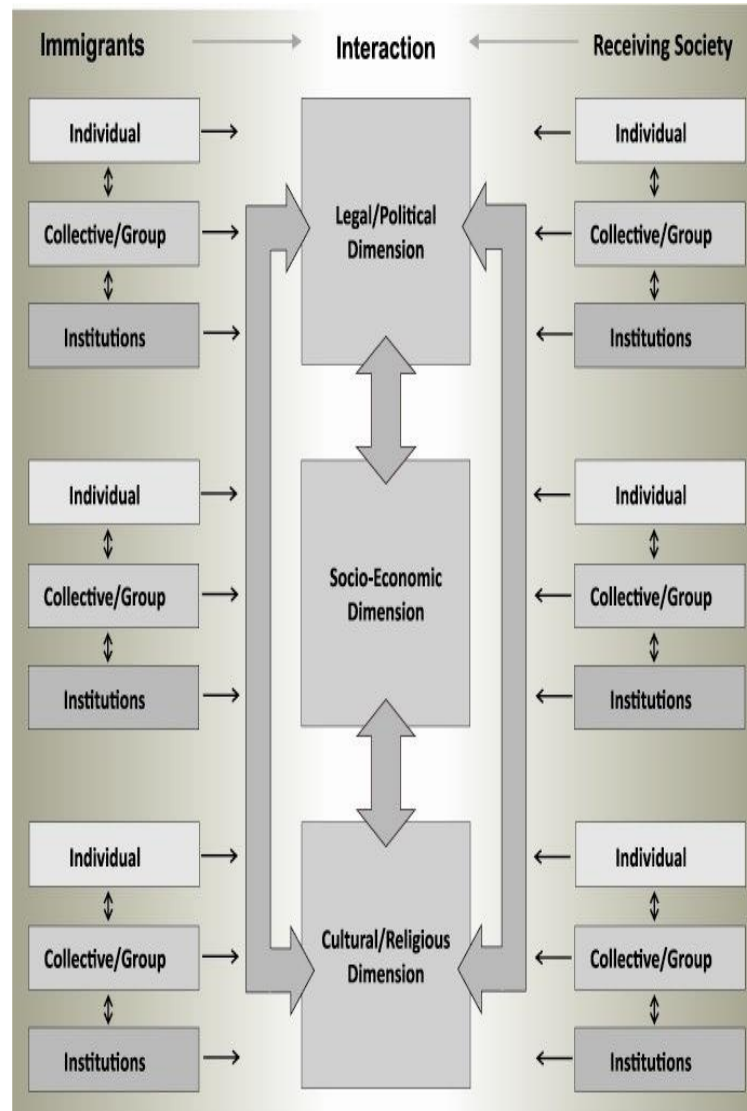 Immigrants Interaction Receiving Society
Individual Individual
Legal/Political
Dimension
Collective/Group Collective/Group
Institutions Institutions
Individual Individual
Socio-Economic
Dimension
Collective/Group Collective/Group
Institutions Institutions
Individual Individual
Cultural/Religious
Dimension
Collective/Group Collective/Group
Institutions Institutions